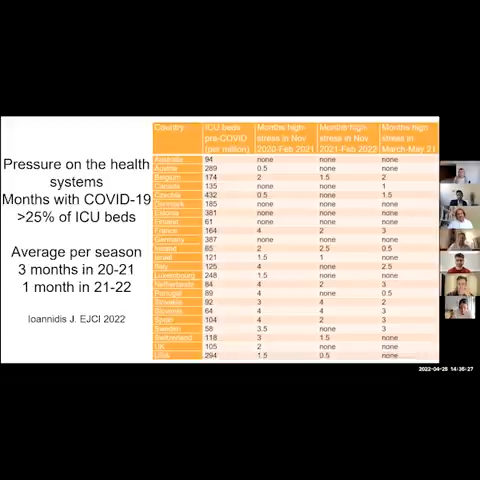 Pressure on the health
systems
Months with COVID-19
>25% of ICU beds
Average per season
3 months in 20-21
1 month in 21-22
Ioannidis J. EJCI 2022
Country ICU beds pre-COVID (per million) Months high stress in Nov 2020-Feb 2021 Months high stress in Nov 2021-Feb 2022 Months high stress in March-May 21
Australia 94 none none none
Austria 289 0.5 none none
Belgium 174 2 1.5 2
Canada 135 none none 1
Czechia 432 0.5 none 1.5
Denmark 185 none none none
Estonia 381 none none none
Finland 61 none none none
France 164 4 2 3
Germany 387 none none none
Ireland 65 2 2.5 0.5
Israel 121 1.5 1 none
Italy 125 4 none 2.5
Luxembourg 248 1.5 none none
Netherlands 84 4 2 3
Portugal 89 4 none 0.5
Slovakia 92 3 4 2
Slovenia 64 4 4 3
Spain 104 4 2 3
Sweden 58 3.5 none 3
Switzerland 118 3 1.5 none
UK 105 2 none none
USA 294 1.5 0.5 none
2022-04-28 14:35:27